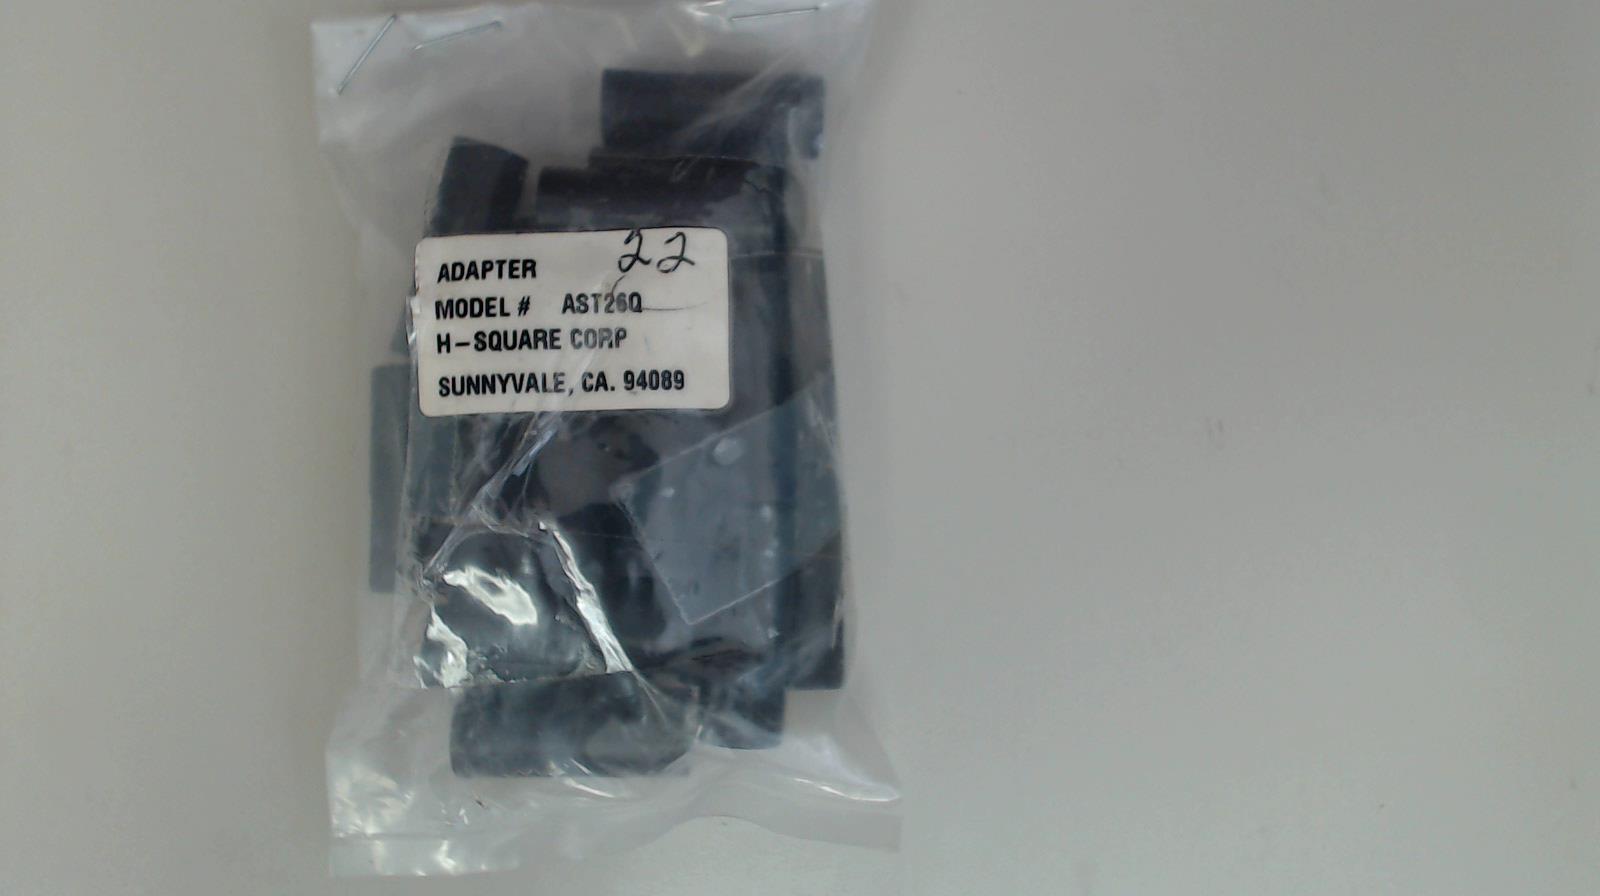 22
ADAPTER
MODEL # AST26Q
H-SQUARE CORP
SUNNYVALE, CA. 94089